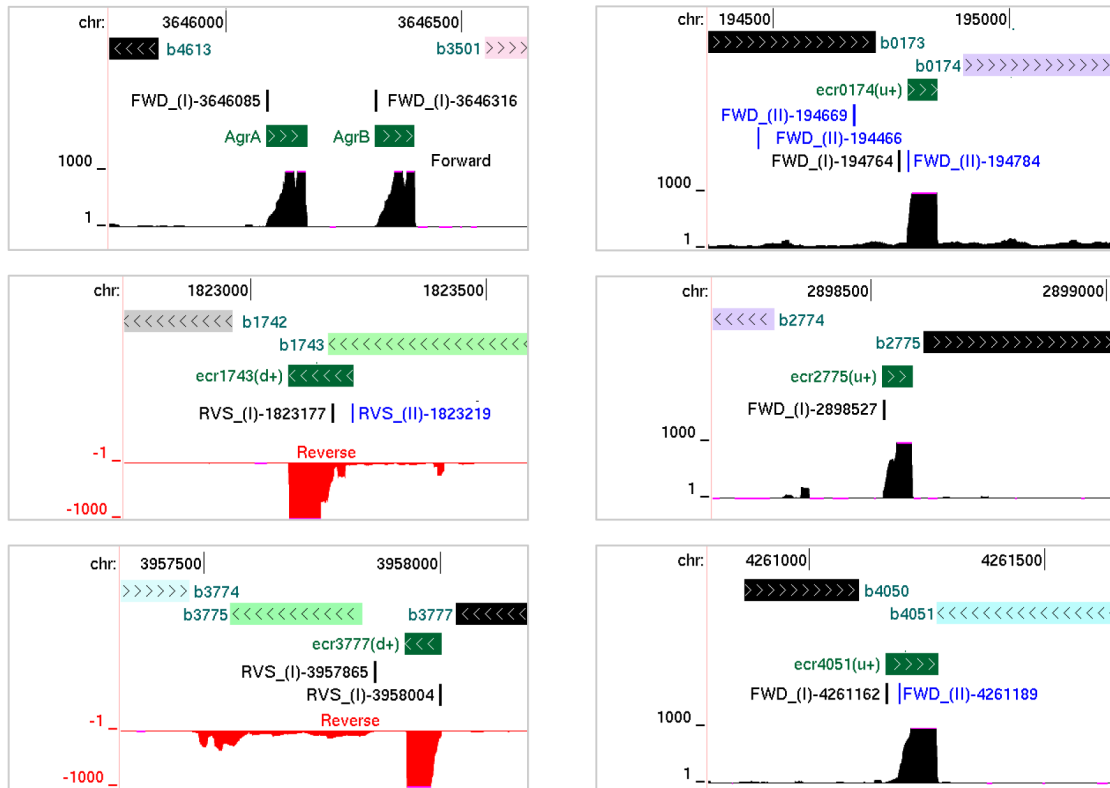 chr: 3646000 3646500
b4613 b3501
FWD_(I)-3646085 FWD_(I)-3646316
AgrA AgrB
1000 Forward
1
chr: 194500 195000
b0173
b0174
ecr0174(u+)
FWD_(II)-194669
FWD_(II)-194466
FWD_(I)-194764 FWD_(II)-194784
1000
1
chr: 1823000 1823500
b1742
b1743
ecr1743(d+)
RVS_(I)-1823177 RVS_(II)-1823219
Reverse
-1
-1000
chr: 2898500 2899000
b2774
b2775
ecr2775(u+)
FWD_(I)-2898527
1000
1
chr: 3957500 3958000
b3774
b3775 b3777
ecr3777(d+)
RVS_(I)-3957865
RVS_(I)-3958004
-1 Reverse
-1000
chr: 4261000 4261500
b4050
b4051
ecr4051(u+)
FWD_(I)-4261162 FWD_(II)-4261189
1000
1